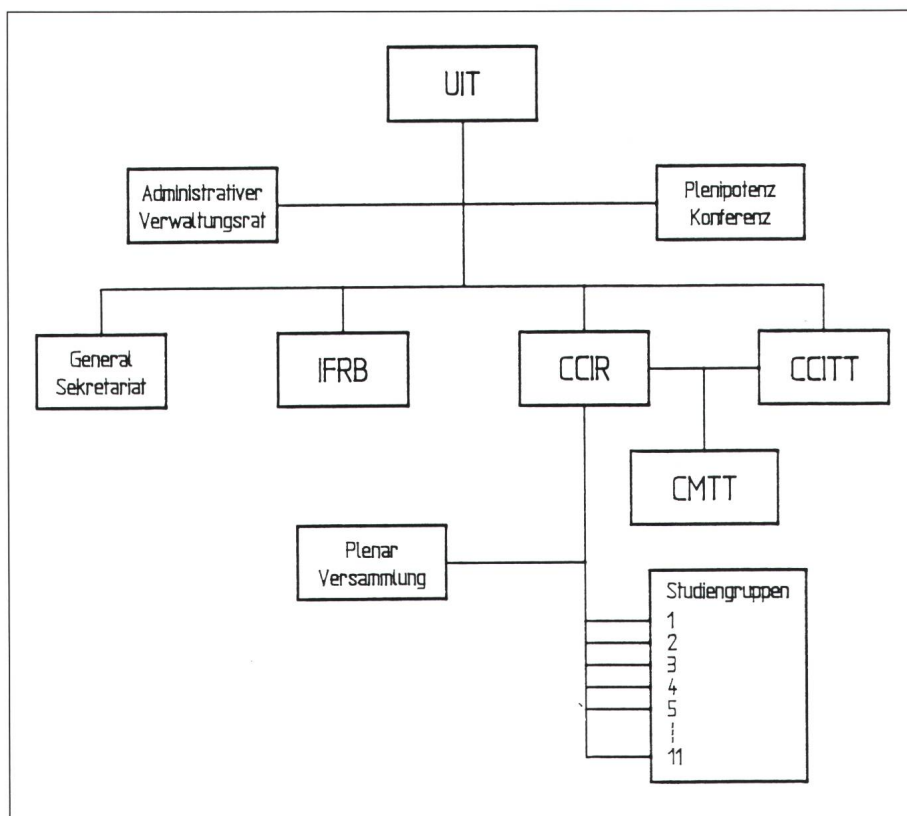 UIT
Administrativer
Verwaltungsrat
Plenipotenz
Konferenz
General
Sekretariat
IFRB
CCIR
CCITT
CMTT
Plenar
Versammlung
Studiengruppen
1
2
3
4
5
11